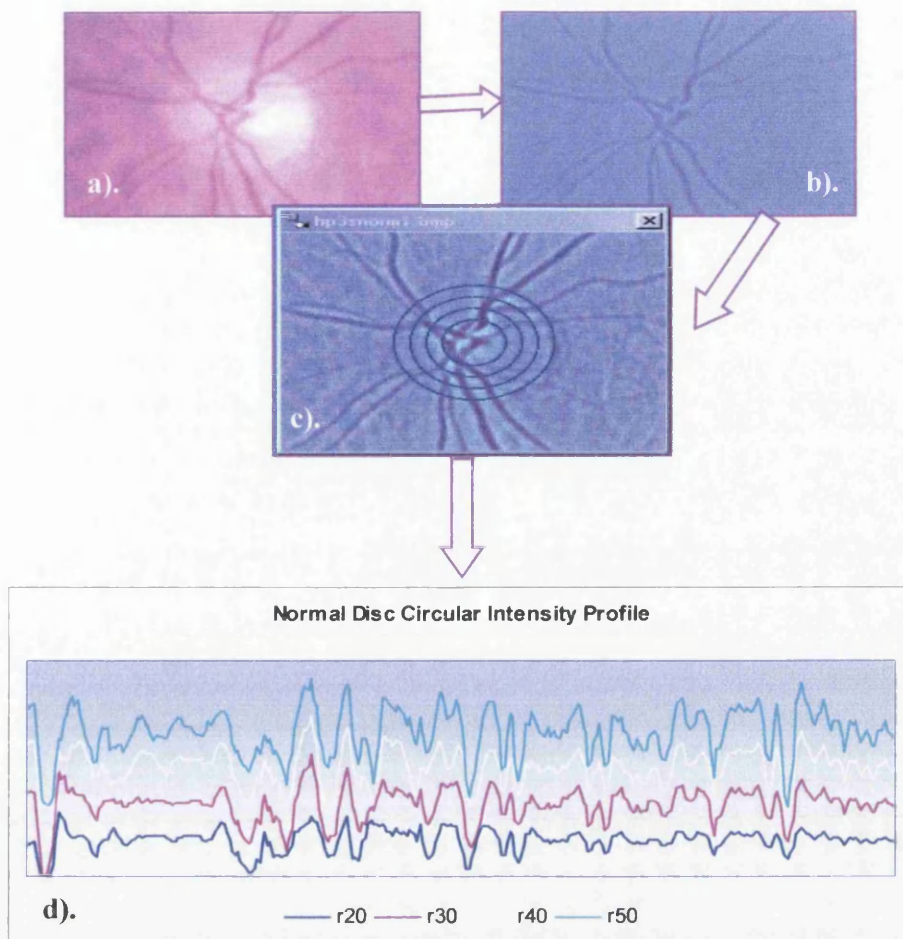 a).
b).
c).
Normal Disc Circular Intensity Profile
d).
r20 r30 r40 r50